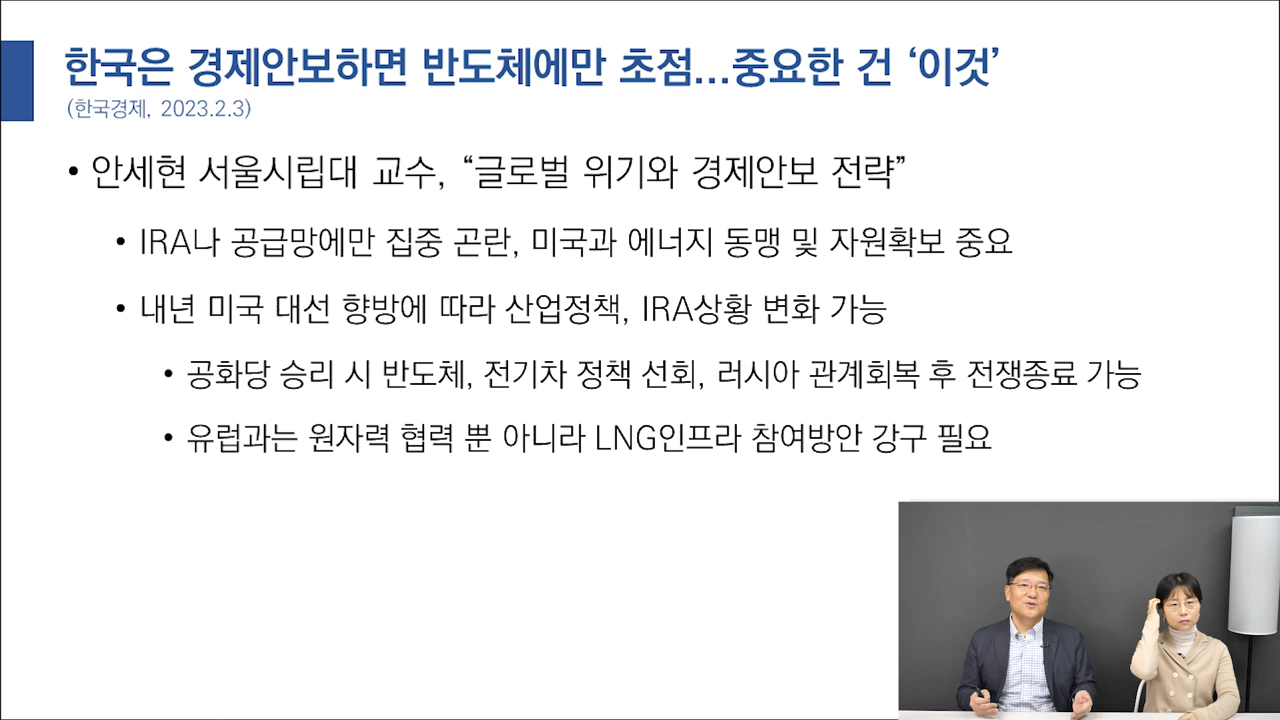 한국은 경제안보하면 반도체에만 초점...중요한 건 ‘이것’
(한국경제, 2023.2.3)
• 안세현 서울시립대 교수, “글로벌 위기와 경제안보 전략”
• IRA나 공급망에만 집중 곤란, 미국과 에너지 동맹 및 자원확보 중요
• 내년 미국 대선 향방에 따라 산업정책, IRA상황 변화 가능
• 공화당 승리 시 반도체, 전기차 정책 선회, 러시아 관계회복 후 전쟁종료 가능
• 유럽과는 원자력 협력 뿐 아니라 LNG인프라 참여방안 강구 필요